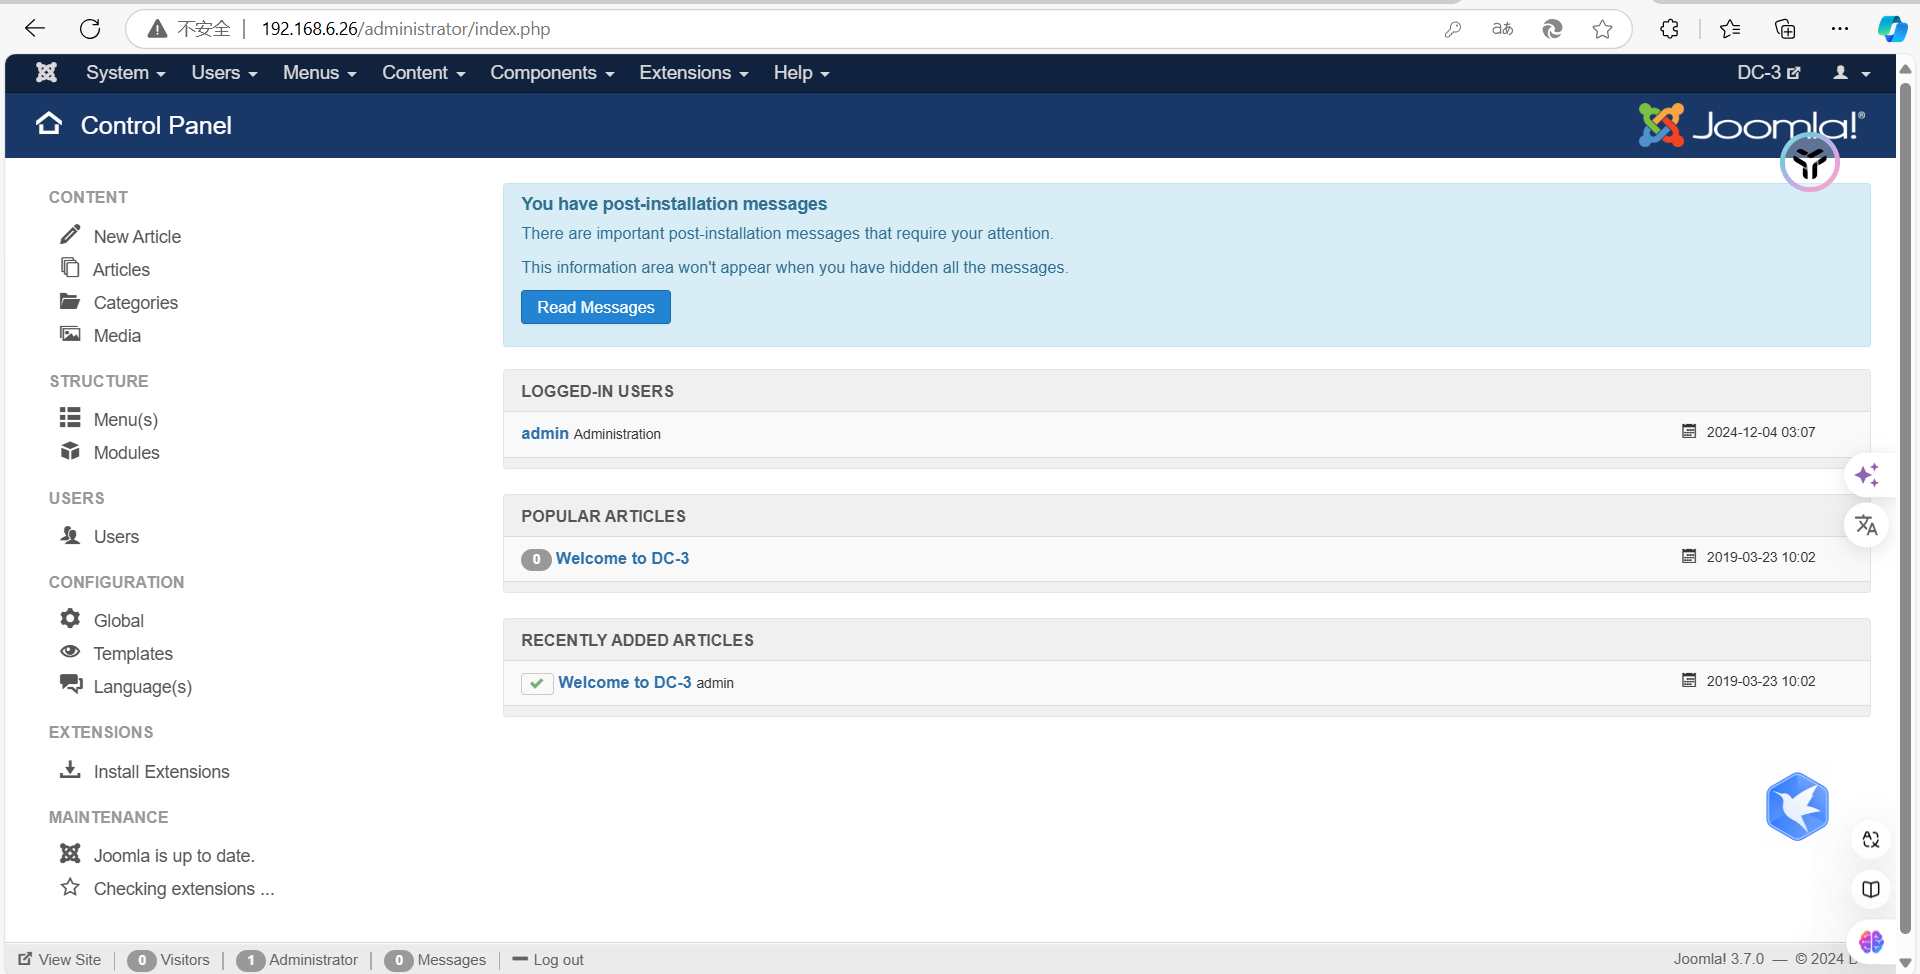 不安全 192.168.6.26/administrator/index.php aあ
System Users Menus Content Components Extensions Help DC-3
Control Panel Joomla!®
CONTENT
New Article
Articles
Categories
Media
STRUCTURE
Menu(s)
Modules
USERS
Users
CONFIGURATION
Global
Templates
Language(s)
EXTENSIONS
Install Extensions
MAINTENANCE
Joomla is up to date.
Checking extensions ...
You have post-installation messages
There are important post-installation messages that require your attention.
This information area won't appear when you have hidden all the messages.
Read Messages
LOGGED-IN USERS
admin Administration 2024-12-04 03:07
POPULAR ARTICLES
0 Welcome to DC-3 2019-03-23 10:02
RECENTLY ADDED ARTICLES
Welcome to DC-3 admin 2019-03-23 10:02
View Site 0 Visitors 1 Administrator 0 Messages Log out Joomla! 3.7.0 — © 2024